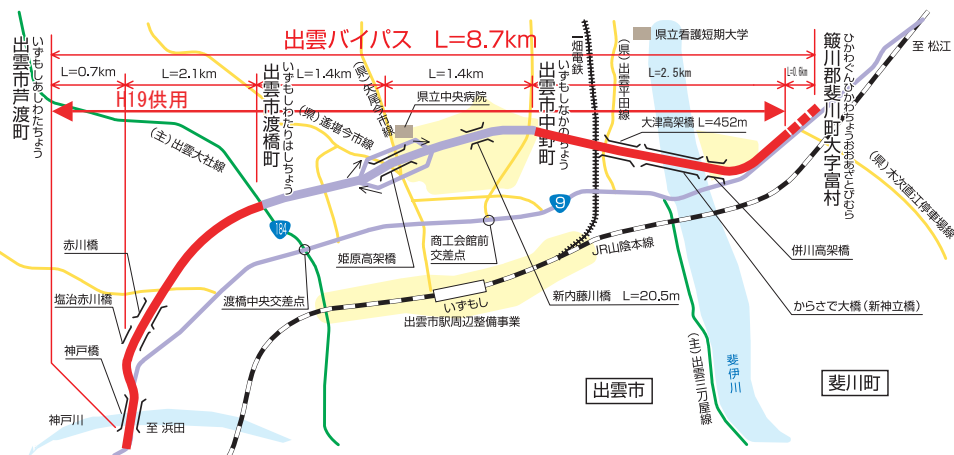 出雲バイパス L=8.7km
L=0.7km
L=2.1km
L=1.4km
L=1.4km
L=2.5km
L=0.6km
H19供用
出雲市芦渡町
いずもしあしわたちょう
出雲市渡橋町
いずもしわたりはしちょう
出雲市中野町
いずもしなかのちょう
簸川郡斐川町大字富村
ひかわぐんひかわちょうおおあざとびむら
至 松江
一畑電鉄
(県)出雲平田線
県立看護短期大学
(県)矢尾今市線
県立中央病院
(県)遙堪今市線
(主)出雲大社線
大津高架橋 L=452m
(県)木次直江停車場線
184
9
商工会館前
交差点
姫原高架橋
JR山陰本線
併川高架橋
赤川橋
塩冶赤川橋
渡橋中央交差点
いずもし
出雲市駅周辺整備事業
新内藤川橋 L=20.5m
からさで大橋(新神立橋)
神戸橋
神戸川
至 浜田
(主)出雲三刀屋線
斐伊川
出雲市
斐川町